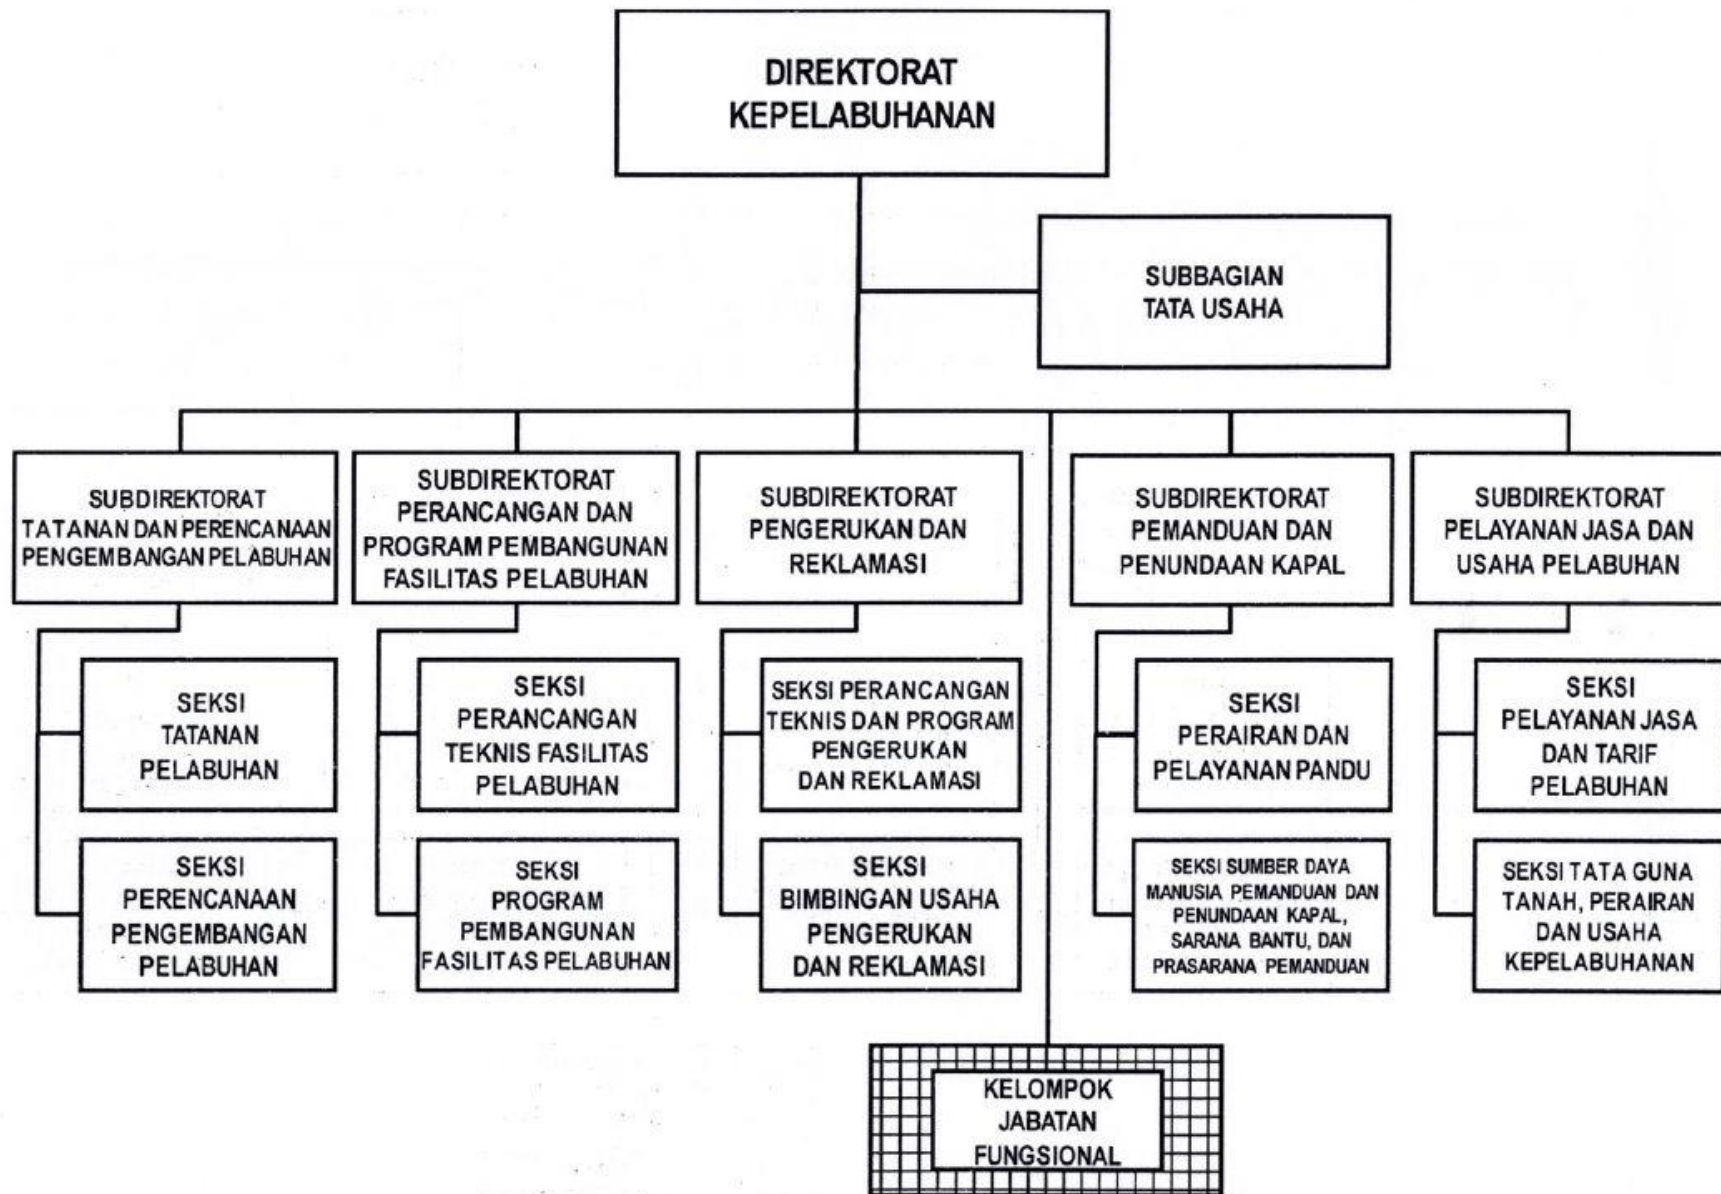 DIREKTORAT
KEPELABUHANAN
SUBBAGIAN
TATA USAHA
SUBDIREKTORAT
TATANAN DAN PERENCANAAN
PENGEMBANGAN PELABUHAN
SUBDIREKTORAT
PERANCANGAN DAN
PROGRAM PEMBANGUNAN
FASILITAS PELABUHAN
SUBDIREKTORAT
PENGERUKAN DAN
REKLAMASI
SUBDIREKTORAT
PEMANDUAN DAN
PENUNDAAN KAPAL
SUBDIREKTORAT
PELAYANAN JASA DAN
USAHA PELABUHAN
SEKSI
TATANAN
PELABUHAN
SEKSI
PERANCANGAN
TEKNIS FASILITAS
PELABUHAN
SEKSI PERANCANGAN
TEKNIS DAN PROGRAM
PENGERUKAN
DAN REKLAMASI
SEKSI
PERAIRAN DAN
PELAYANAN PANDU
SEKSI
PELAYANAN JASA
DAN TARIF
PELABUHAN
SEKSI
PERENCANAAN
PENGEMBANGAN
PELABUHAN
SEKSI
PROGRAM
PEMBANGUNAN
FASILITAS PELABUHAN
SEKSI
BIMBINGAN USAHA
PENGERUKAN
DAN REKLAMASI
SEKSI SUMBER DAYA
MANUSIA PEMANDUAN DAN
PENUNDAAN KAPAL,
SARANA BANTU, DAN
PRASARANA PEMANDUAN
SEKSI TATA GUNA
TANAH, PERAIRAN
DAN USAHA
KEPELABUHANAN
KELOMPOK
JABATAN
FUNGSIONAL